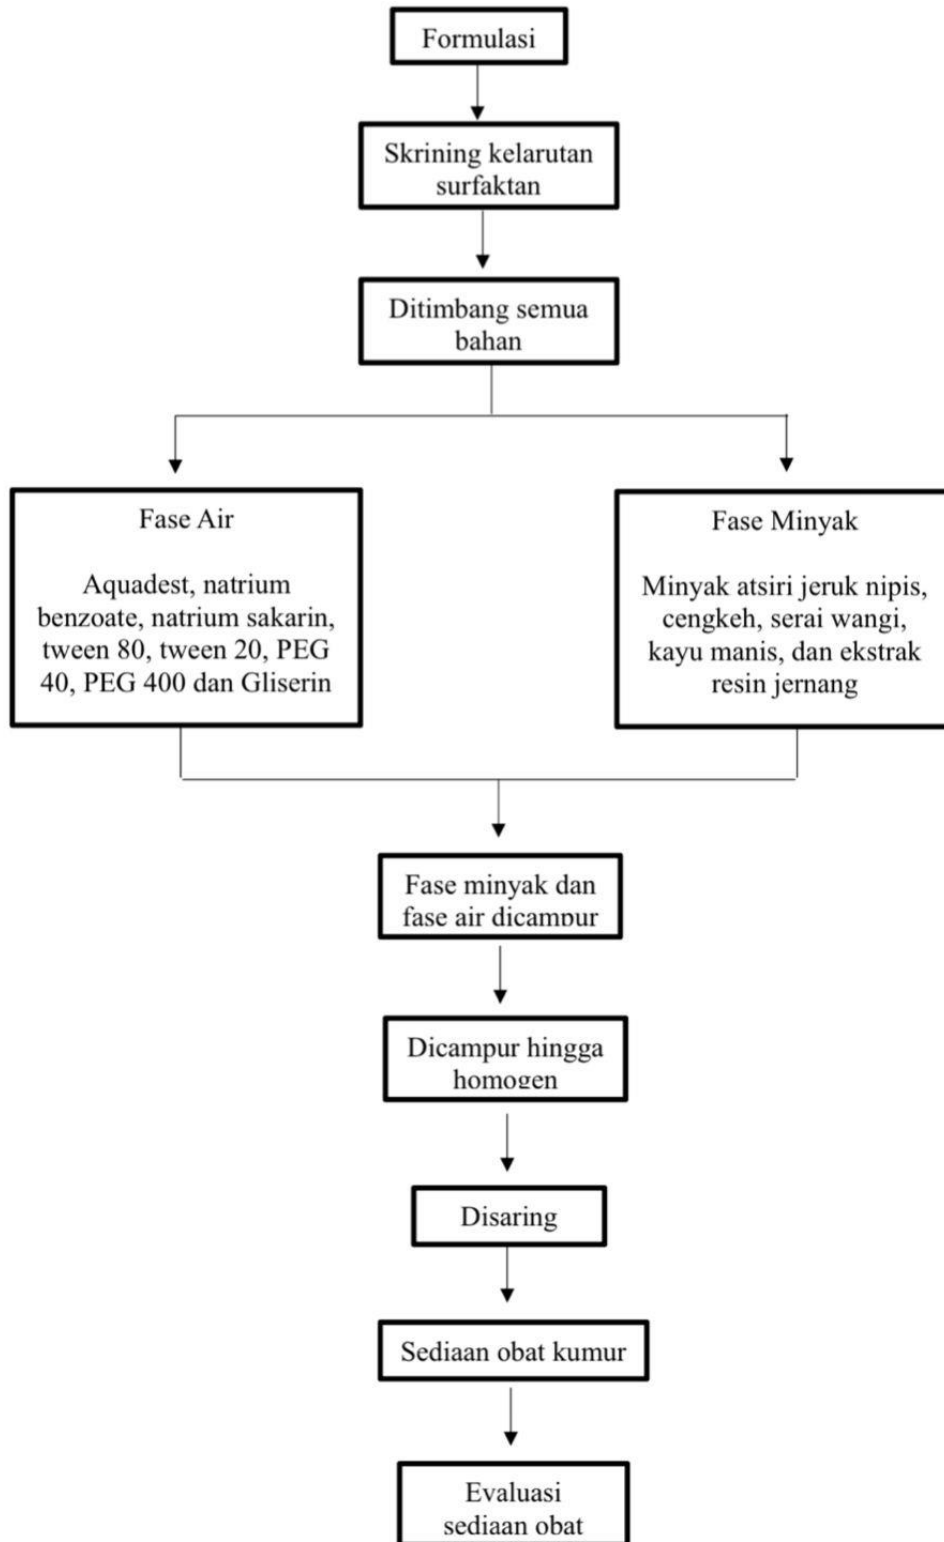 Formulasi
Skrining kelarutan
surfaktan
Ditimbang semua
bahan
Fase Air
Aquadest, natrium
benzoate, natrium sakarin,
tween 80, tween 20, PEG
40, PEG 400 dan Gliserin
Fase Minyak
Minyak atsiri jeruk nipis,
cengkeh, serai wangi,
kayu manis, dan ekstrak
resin jernang
Fase minyak dan
fase air dicampur
Dicampur hingga
homogen
Disaring
Sediaan obat kumur
Evaluasi
sediaan obat